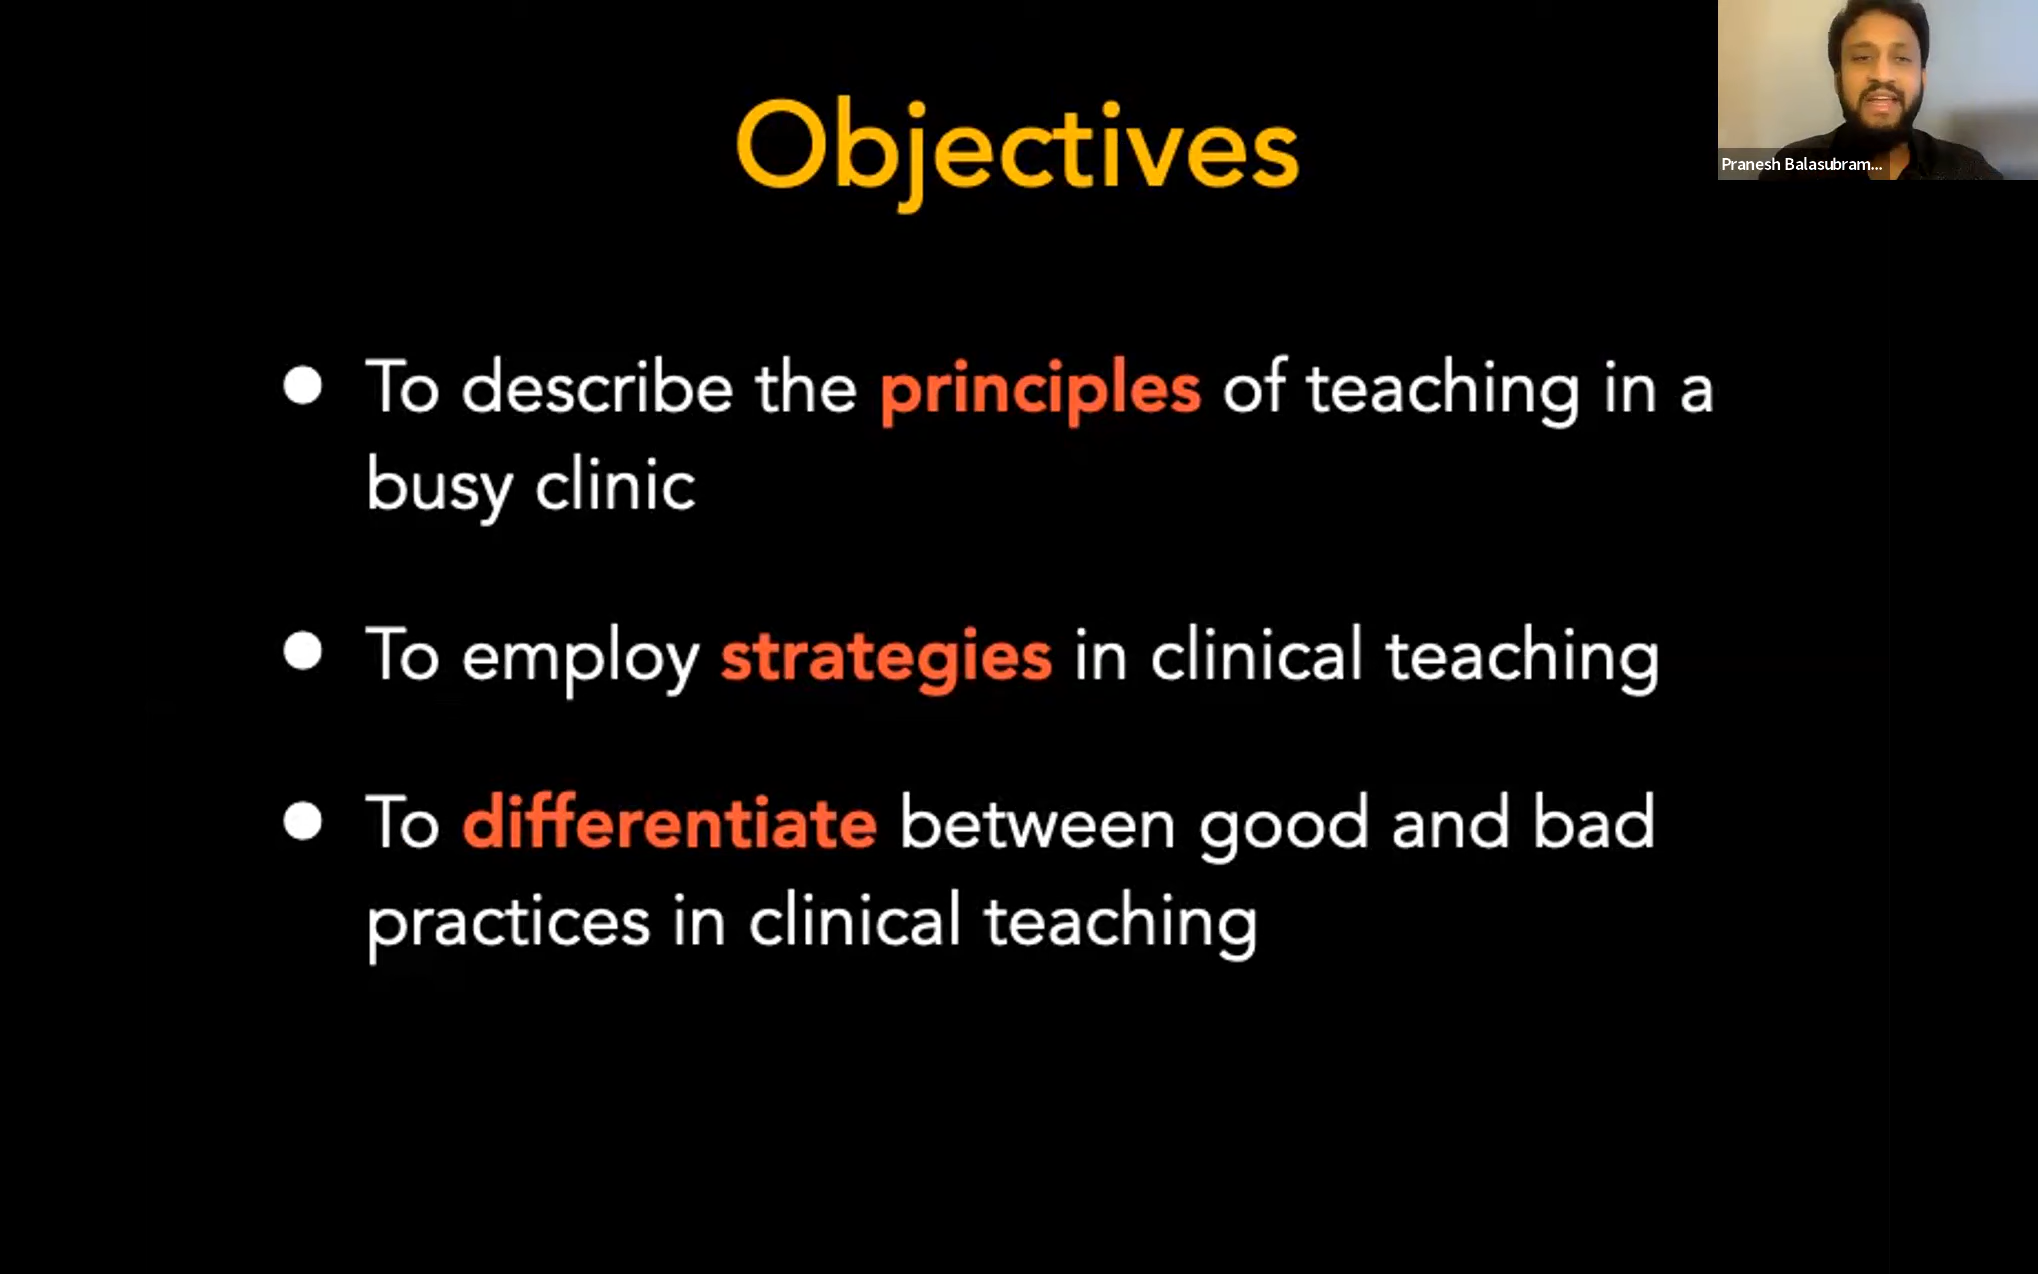 Objectives
Pranesh Balasubram...
● To describe the principles of teaching in a
busy clinic
● To employ strategies in clinical teaching
● To differentiate between good and bad
practices in clinical teaching